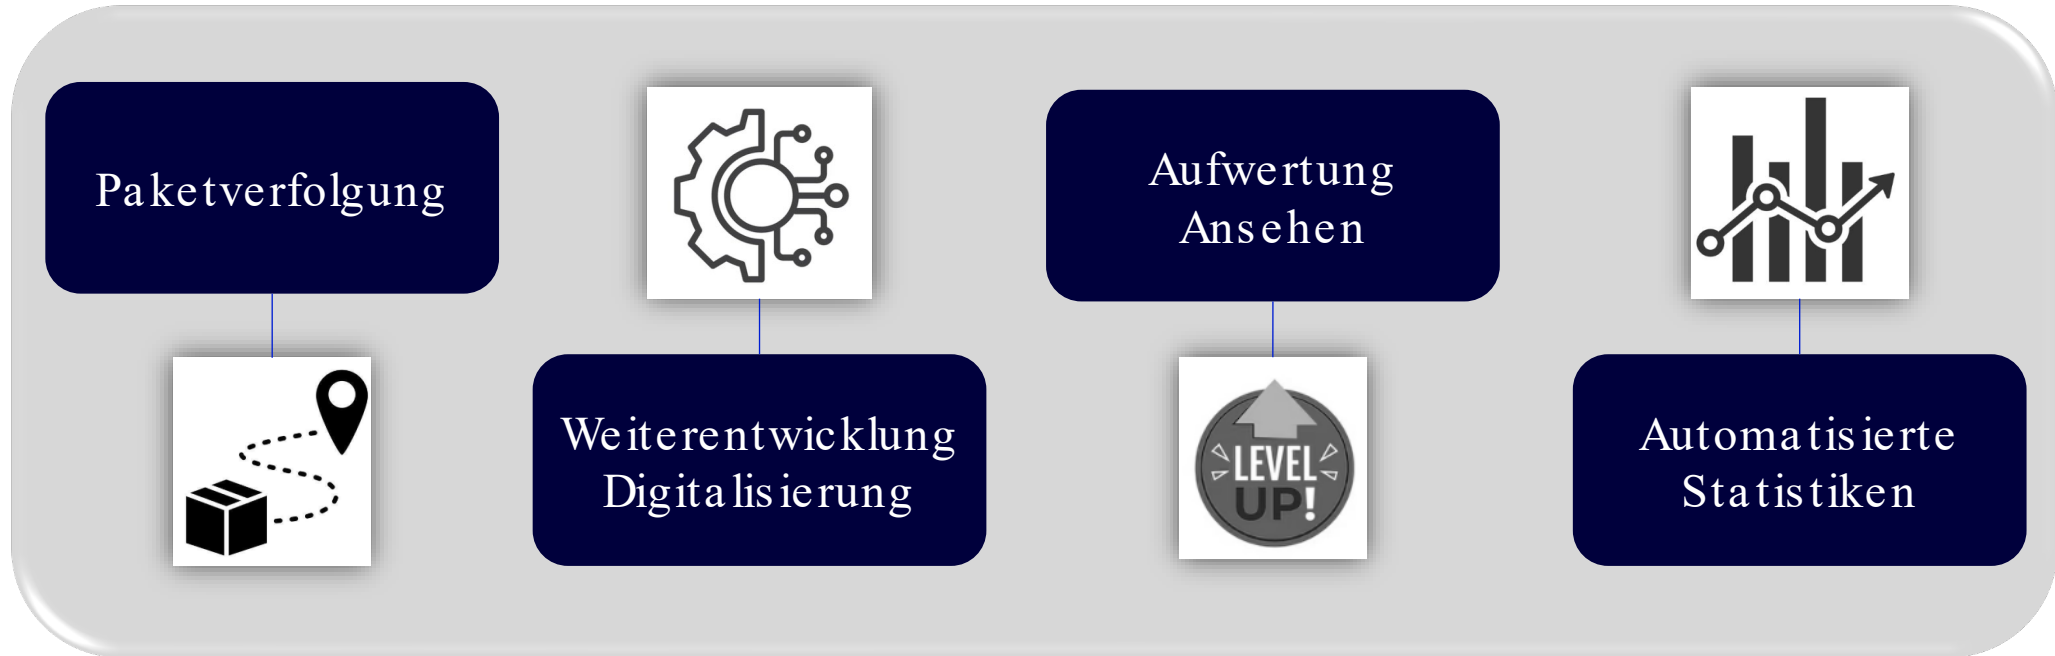 Paketverfolgung
Weiterentwicklung
Digitalisierung
Aufwertung
Ansehen
LEVEL
UP!
Automatisierte
Statistiken